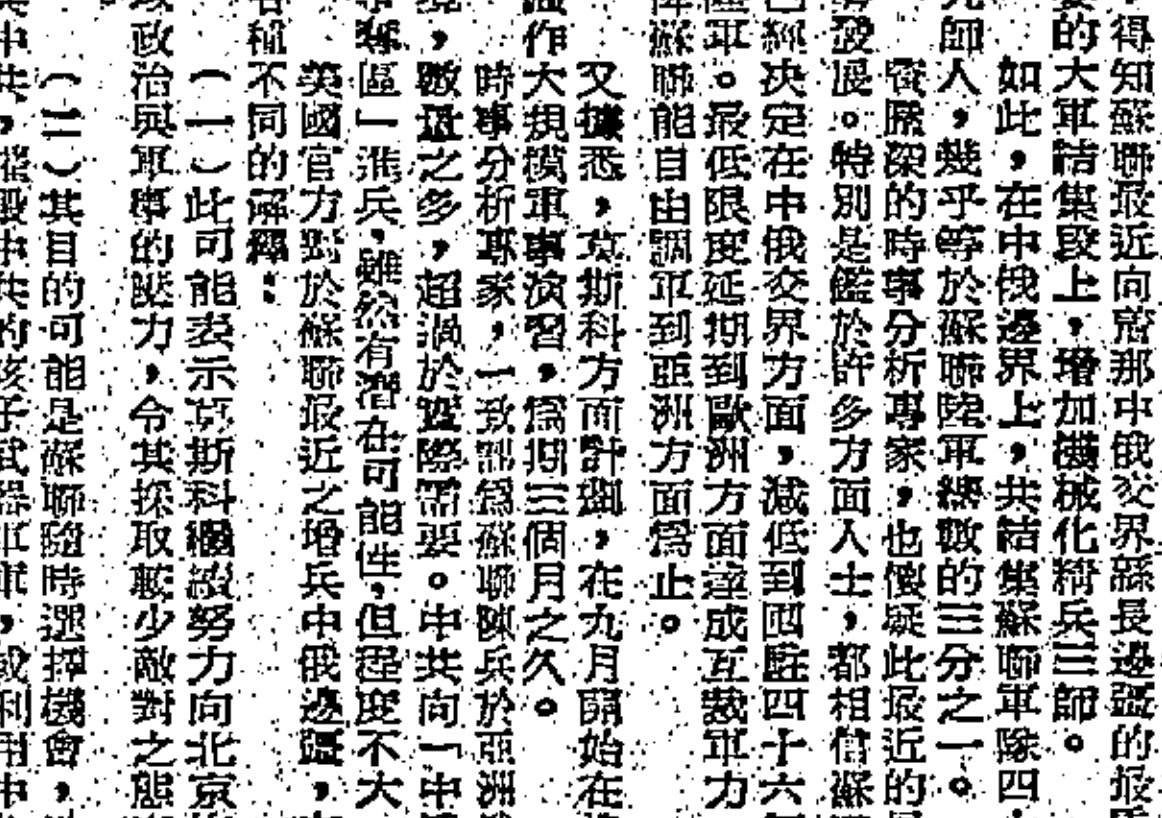 得知蘇聯最近向着那中俄交界綿長邊疆的最
的大軍結集段上，增加機械化精兵三師。
如此，在中俄邊界上，共結集蘇聯軍隊四
師人，幾乎等於蘇聯陸軍總數的三分之一。
資歷深的時事分析專家，也懷疑此最近的
發展。特別是鑑於許多方面人士，都相信蘇
經決定在中俄交界方面，減低到四十六
軍。最低限度延期到歐洲方面達成互裁軍力
蘇聯能自由調軍到亞洲方面爲止。
又據悉，莫斯科方面計劃，在九月開始在
作大規模軍事演習，爲期三個月之久。
時事分析專家，一致認爲蘇聯陳兵於亞洲
，數量之多，超過於實際需要。中共向「中
區」進兵，雖然有潛在可能性，但程度不大
美國官方對於蘇聯最近之增兵中俄邊疆，
種不同的解釋：
（一）此可能表示莫斯科繼續努力向北京
政治與軍事的壓力，令其採取較少敵對之態
（二）其目的可能是蘇聯隨時選擇機會，
中共，摧毀中共的核子武器軍，或利用中